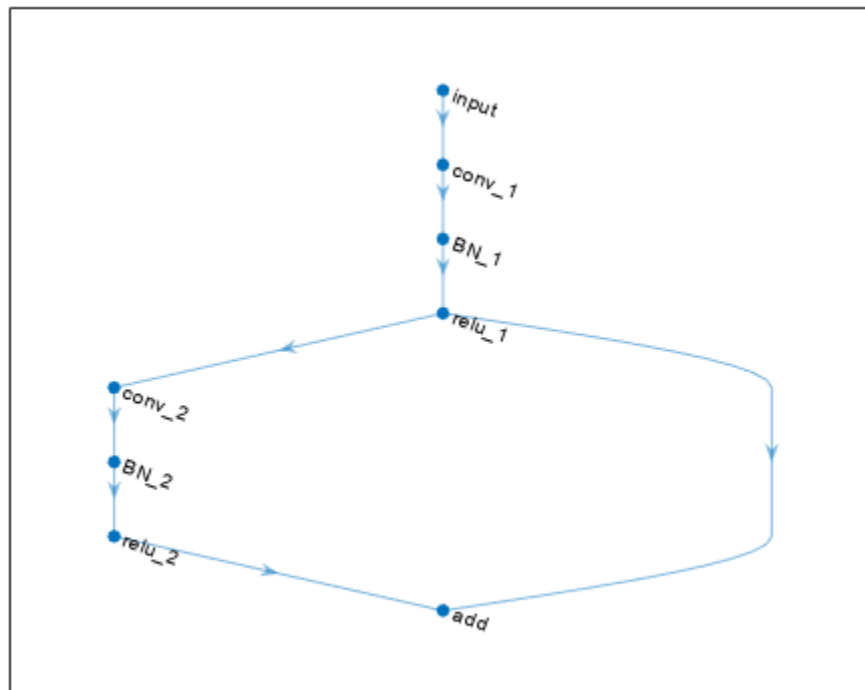 input
conv_1
BN_1
relu_1
conv_2
BN_2
relu_2
add